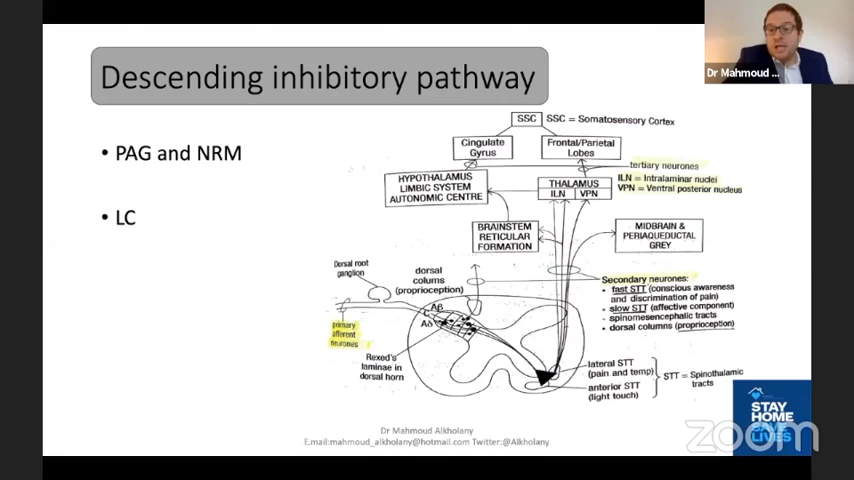 Dr Mahmoud ...
Descending inhibitory pathway
• PAG and NRM
• LC
SSC
SSC = Somatosensory Cortex
Cingulate
Gyrus
Frontal/Parietal
Lobes
tertiary neurones
ILN = Intralaminar nuclei
VPN = Ventral posterior nucleus
HYPOTHALAMUS
LIMBIC SYSTEM
AUTONOMIC CENTRE
THALAMUS
ILN VPN
BRAINSTEM
RETICULAR
FORMATION
MIDBRAIN &
PERIAQUEDUCTAL
GREY
Dorsal root
ganglion
dorsal
colums
(proprioception)
Secondary neurones:
• fast STT (conscious awareness
and discrimination of pain)
• slow STT (affective component)
- spinomesencephalic tracts
• dorsal columns (proprioception)
Aβ
C
Aδ
primary
afferent
neurones
Rexed's
laminae in
dorsal horn
lateral STT
(pain and temp)
anterior STT
(light touch)
STT = Spinothalamic
tracts
Dr Mahmoud Alkholany
E.mail:mahmoud_alkholany@hotmail.com Twitter:@Alkholany
STAY
HOME
SAVE
LIVES
zoom